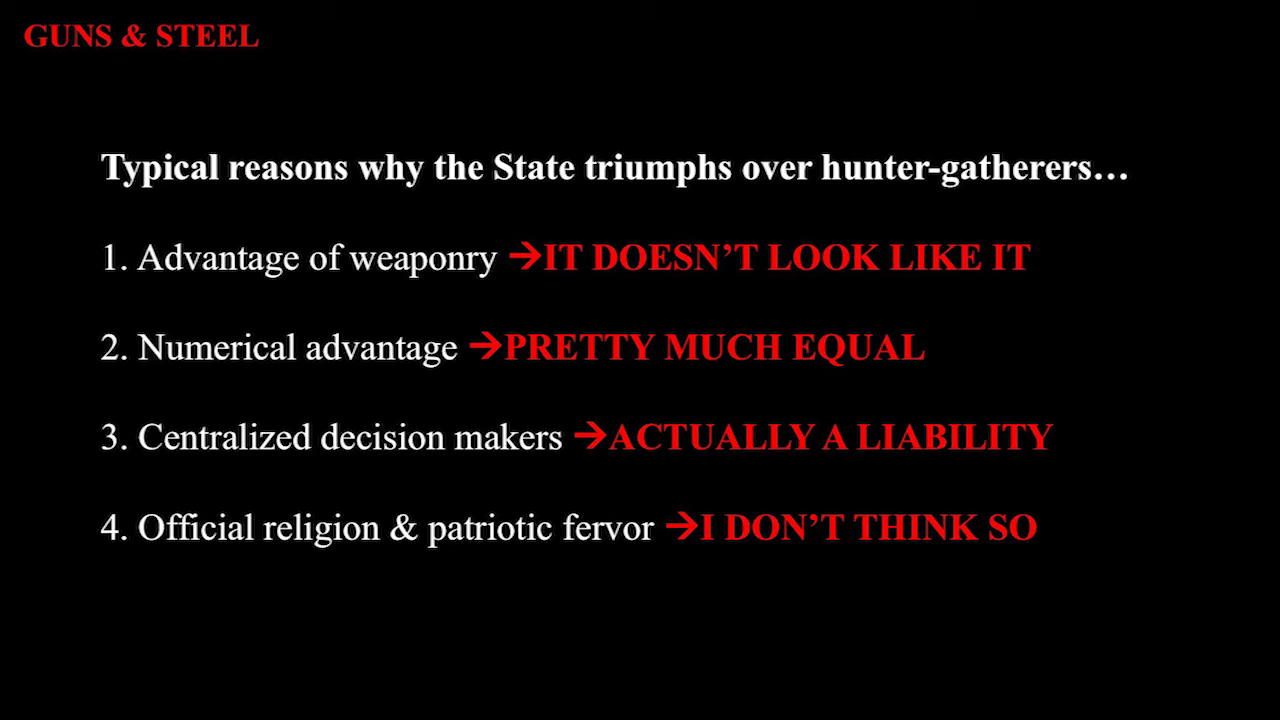 GUNS & STEEL
Typical reasons why the State triumphs over hunter-gatherers…
1. Advantage of weaponry →IT DOESN’T LOOK LIKE IT
2. Numerical advantage →PRETTY MUCH EQUAL
3. Centralized decision makers →ACTUALLY A LIABILITY
4. Official religion & patriotic fervor →I DON’T THINK SO